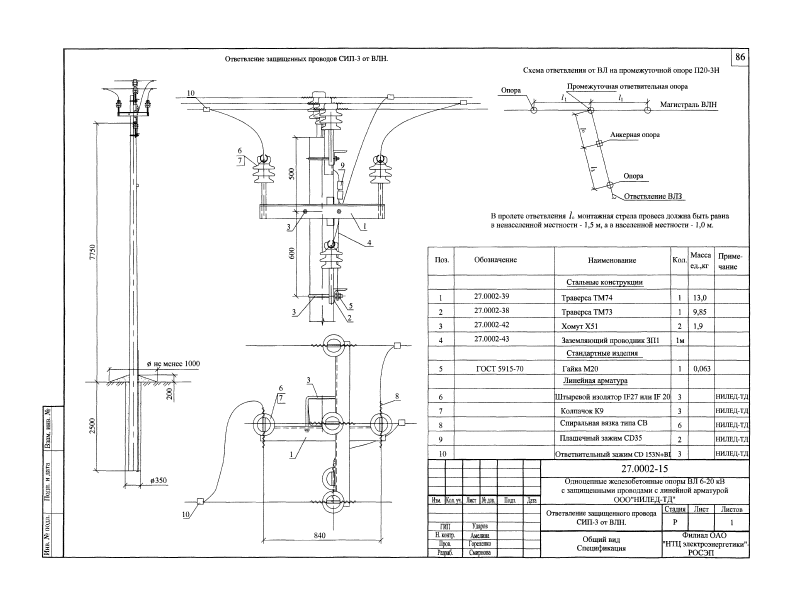 86
Ответвление защищенных проводов СИП-3 от ВЛН.
Схема ответвления от ВЛ на промежуточной опоре П20-3Н
Опора
Промежуточная ответвительная опора
l₁
l₁
Магистраль ВЛН
Анкерная опора
Опора
Ответвление ВЛЗ
В пролете ответвления l₀ монтажная стрела провеса должна быть равна
в ненаселенной местности - 1,5 м, а в населенной местности - 1,0 м.
10
6
7
9
500
600
3
1
4
3
5
2
7750
ø не менее 1000
200
2500
ø350
6
7
3
8
1
10
840
Поз. Обозначение Наименование Кол. Масса ед.,кг Приме-чание
Стальные конструкции
1 27.0002-39 Траверса ТМ74 1 13,0
2 27.0002-38 Траверса ТМ73 1 9,85
3 27.0002-42 Хомут Х51 2 1,9
4 27.0002-43 Заземляющий проводник ЗП1 1м
Стандартные изделия
5 ГОСТ 5915-70 Гайка М20 1 0,063
Линейная арматура
6 Штыревой изолятор IF27 или IF 20 3 НИЛЕД-ТД
7 Колпачок К9 3 НИЛЕД-ТД
8 Спиральная вязка типа СВ 6 НИЛЕД-ТД
9 Плашечный зажим CD35 2 НИЛЕД-ТД
10 Ответвительный зажим CD 153N+BI 3 НИЛЕД-ТД
27.0002-15
Одноцепные железобетонные опоры ВЛ 6-20 кВ
с защищенными проводами с линейной арматурой
ООО"НИЛЕД-ТД"
Изм. Кол. уч. Лист № док. Подп. Дата
Ответвление защищенного провода
СИП-3 от ВЛН.
Стадия Лист Листов
Р 1
ГИП Ударов
Н. контр. Амелина
Пров. Гореленко
Разраб. Смирнова
Общий вид
Спецификация
Филиал ОАО
"НТЦ электроэнергетики"-
РОСЭП
Взам. инв. №
Подп. и дата
Инв. № подл.